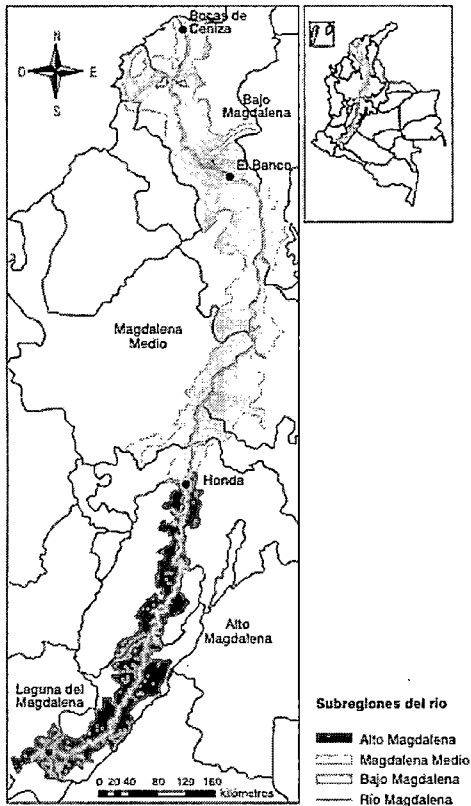 Bocas de
Ceniza
N
O
E
S
Bajo
Magdalena
El Banco
Magdalena
Medio
Honda
Alto
Magdalena
Laguna del
Magdalena
0 20 40 80 120 160
kilómetros
Subregiones del río
Alto Magdalena
Magdalena Medio
Bajo Magdalena
Río Magdalena